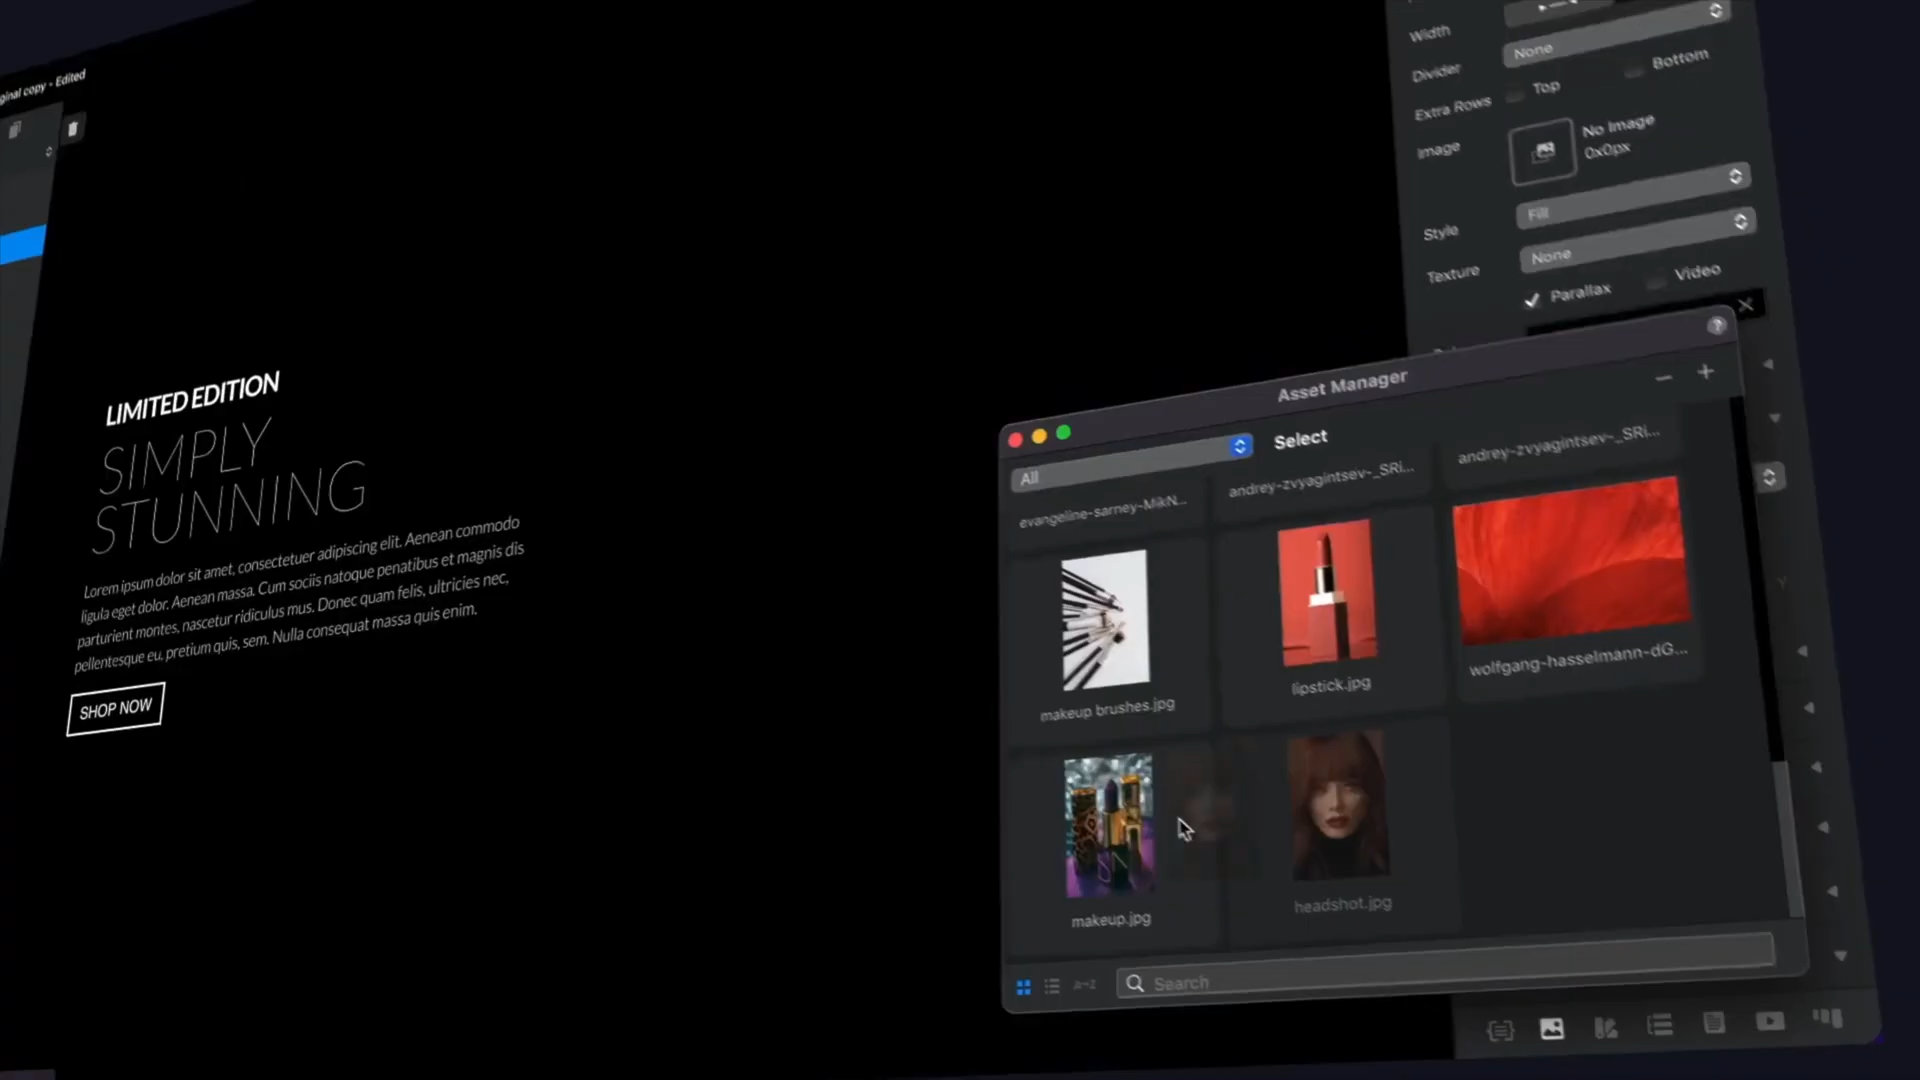 ginal copy - Edited
LIMITED EDITION
SIMPLY
STUNNING
Lorem ipsum dolor sit amet, consectetuer adipiscing elit. Aenean commodo
ligula eget dolor. Aenean massa. Cum sociis natoque penatibus et magnis dis
parturient montes, nascetur ridiculus mus. Donec quam felis, ultricies nec,
pellentesque eu, pretium quis, sem. Nulla consequat massa quis enim.
SHOP NOW
Width
Divider
None
Extra Rows
Top
Bottom
Image
No Image
0x0px
Style
Fill
Texture
None
Parallax
Video
Asset Manager
All
Select
evangeline-sarney-MikN...
andrey-zvyagintsev-_SRi...
andrey-zvyagintsev-_SRi...
makeup brushes.jpg
lipstick.jpg
wolfgang-hasselmann-dG...
makeup.jpg
headshot.jpg
A-Z
Search